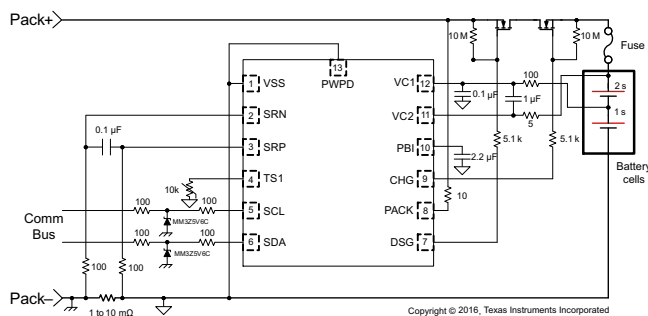 Pack+
10 M
10 M
Fuse
13
PWPD
1
VSS
VC1
12
100
2 s
0.1 µF
1 µF
2
SRN
VC2
11
1 s
5
0.1 µF
5.1 k
5.1 k
3
SRP
PBI
10
2.2 µF
Battery
cells
10k
4
TS1
CHG
9
100
100
10
Comm
Bus
MM3Z5V6C
5
SCL
PACK
8
100
100
MM3Z5V6C
6
SDA
DSG
7
100
100
Pack–
1 to 10 mΩ
Copyright © 2016, Texas Instruments Incorporated